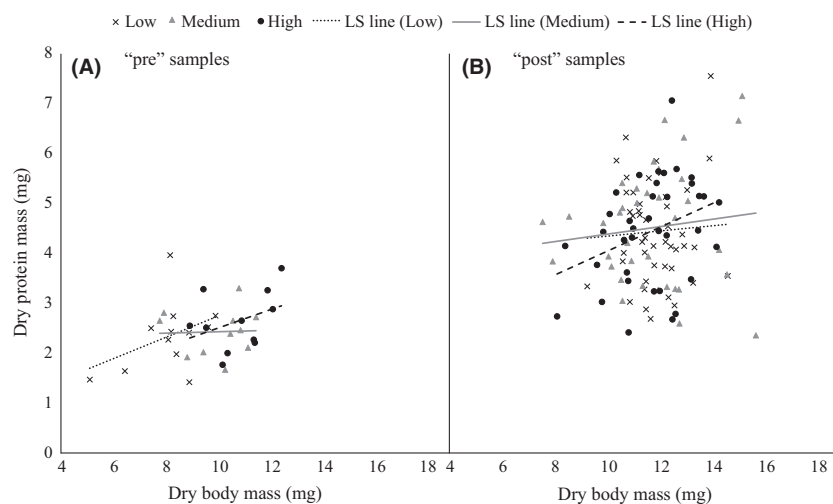 Low Medium High LS line (Low) LS line (Medium) LS line (High)
(A) “pre” samples
(B) “post” samples
Dry protein mass (mg)
8
7
6
5
4
3
2
1
0
4 6 8 10 12 14 16 18
4 6 8 10 12 14 16 18
Dry body mass (mg)
Dry body mass (mg)